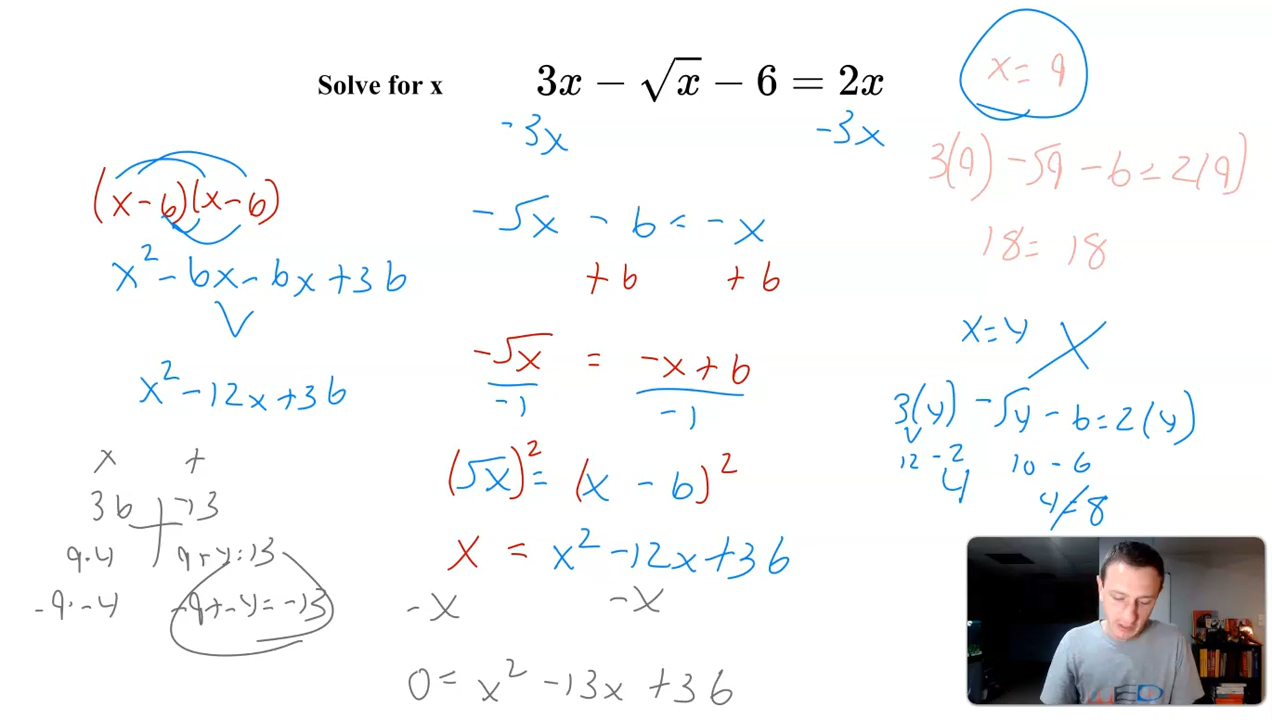 Solve for x 3x − √x − 6 = 2x
-3x -3x
(x-6)(x-6)
x² - 6x - 6x + 36
x² - 12x + 36
x +
36 | -13
9·4 | 9+4=13
-9·-4 -9+-4=-13
-√x - 6 = -x
+6 +6
-√x = -x+6
-1 -1
(√x)² = (x - 6)²
x = x² - 12x + 36
-x -x
0 = x² - 13x + 36
x = 9
3(9) - √9 - 6 = 2(9)
18 = 18
x = 4
3(4) - √4 - 6 = 2(4)
12 - 2 10 - 6
4 ≠ 8